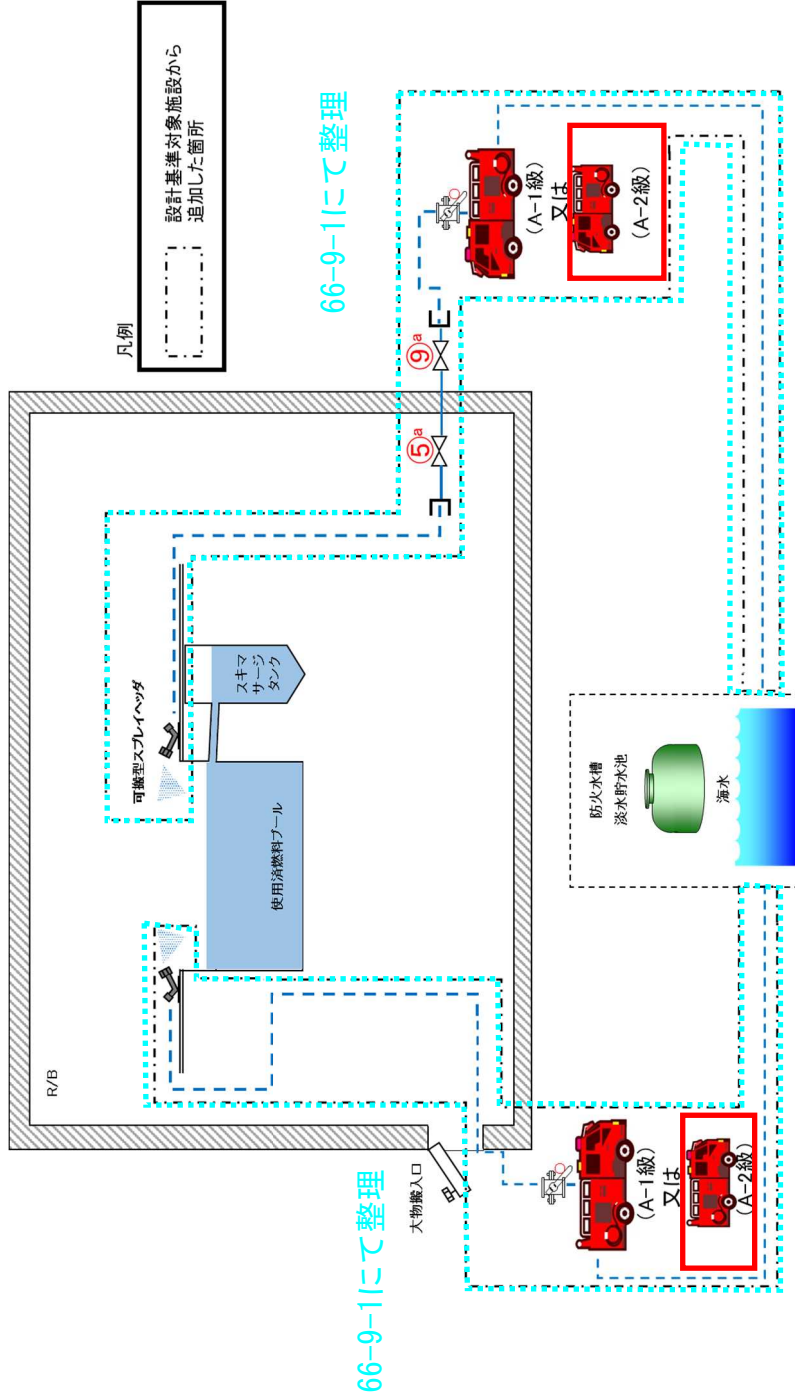 凡例
設計基準対象施設から
追加した箇所
66-9-1にて整理
R/B
可搬型スプレイヘッダ
スキマ
サージ
タンク
使用済燃料プール
⑤a
⑨a
(A-1級)
又は
(A-2級)
大物搬入口
66-9-1にて整理
(A-1級)
又は
(A-2級)
防火水槽
淡水貯水池
海水